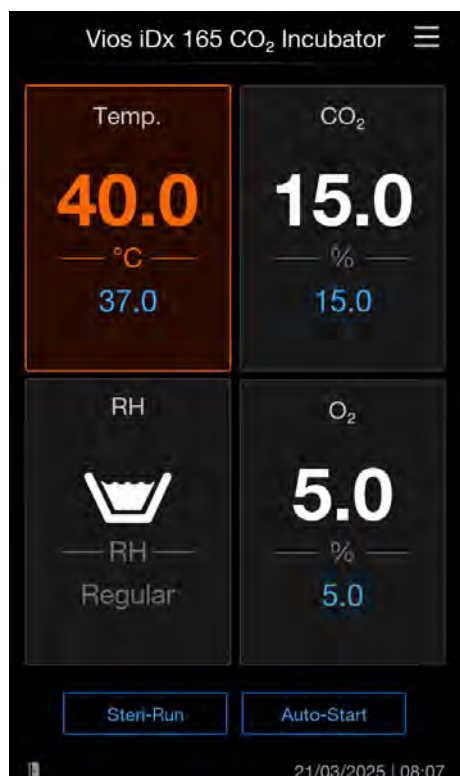 Vios iDx 165 CO₂ Incubator
Temp.
40.0
°C
37.0
CO₂
15.0
%
15.0
RH
RH
Regular
O₂
5.0
%
5.0
Steri-Run
Auto-Start
21/03/2025 | 08:07